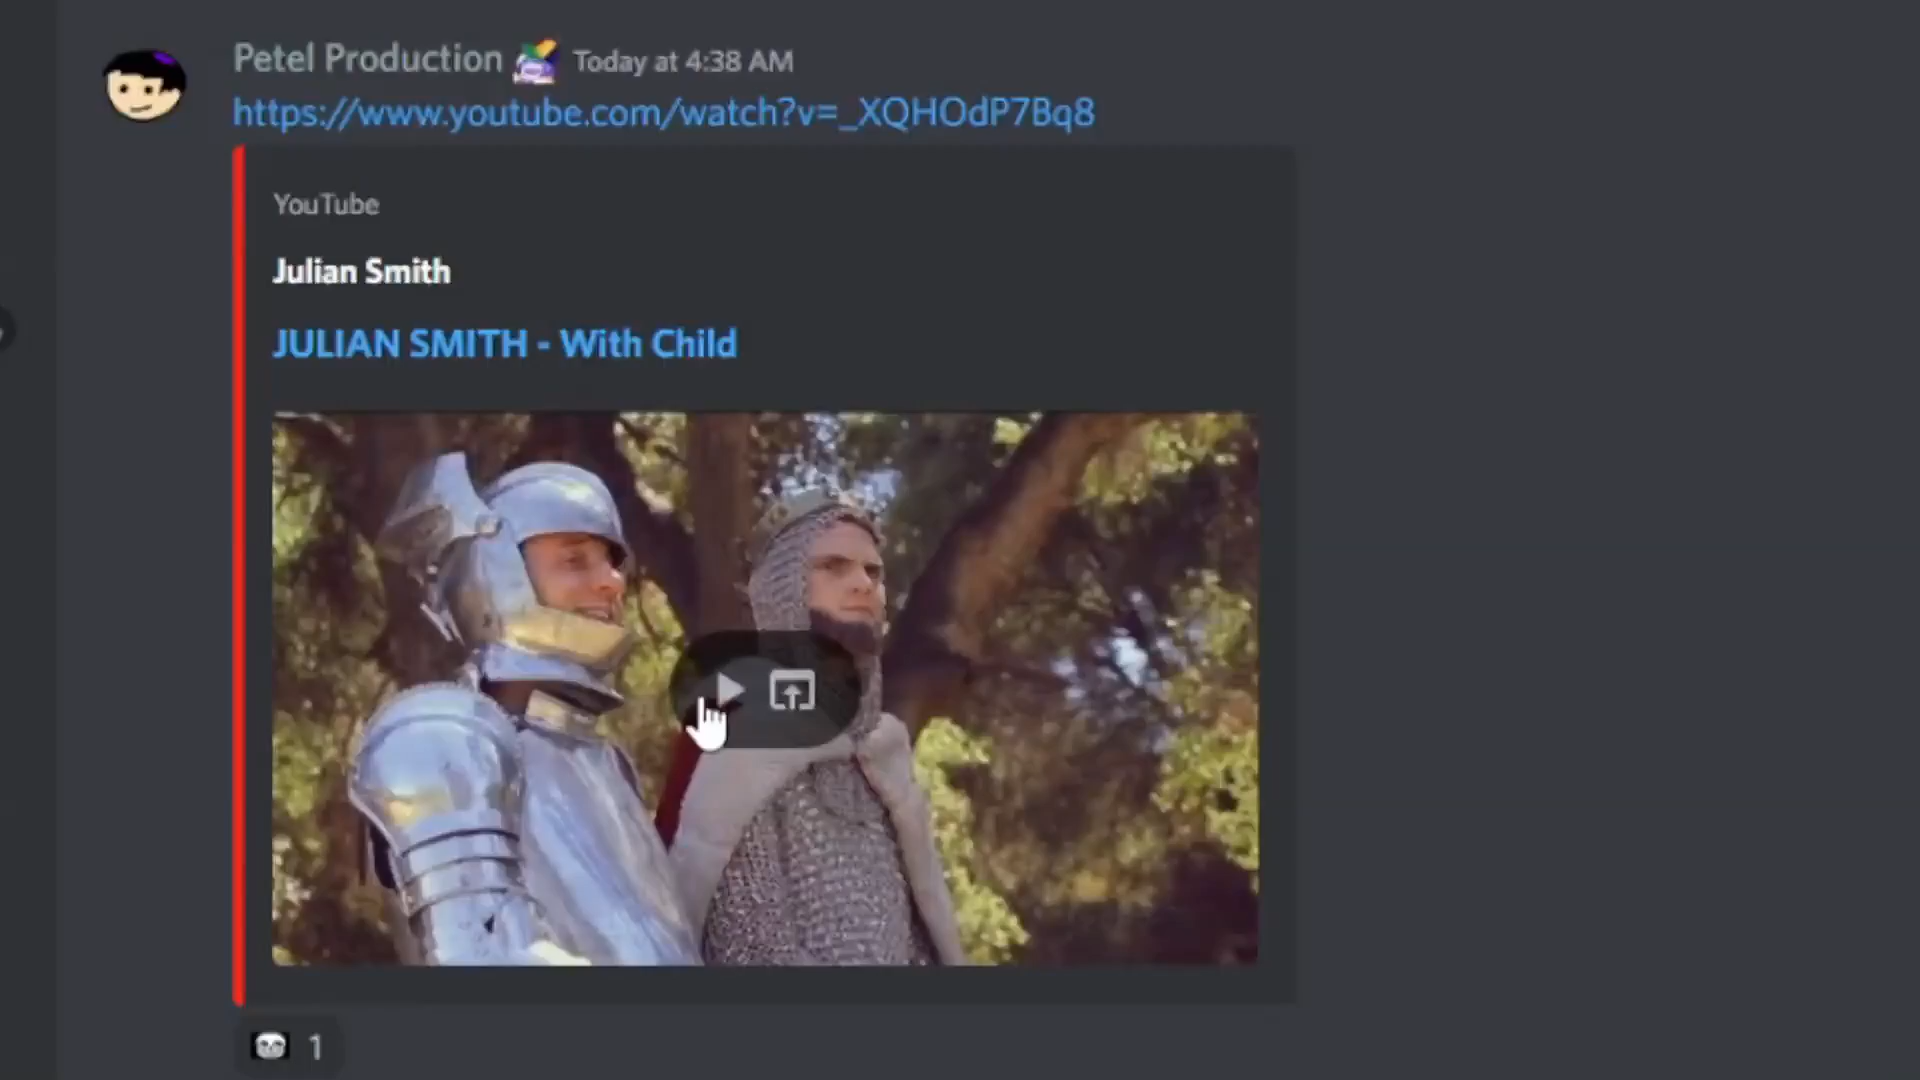 Petel Production Today at 4:38 AM
https://www.youtube.com/watch?v=_XQHOdP7Bq8
YouTube
Julian Smith
JULIAN SMITH - With Child
1